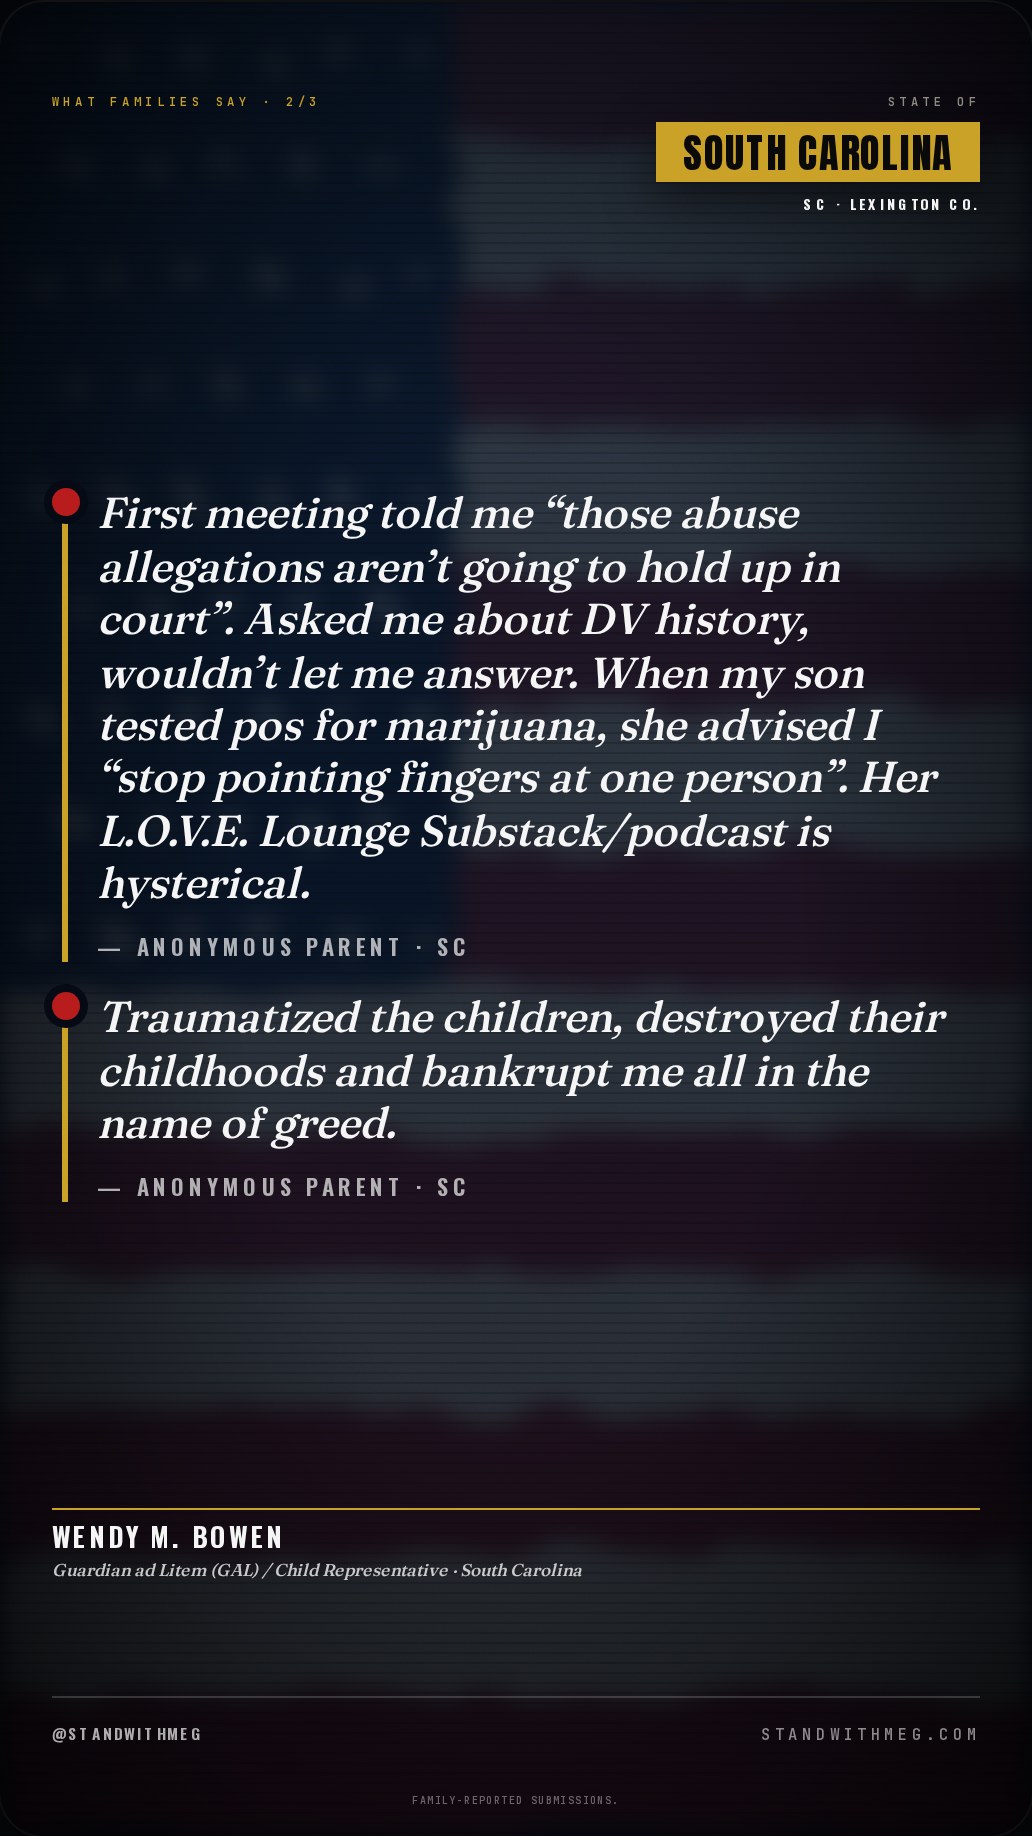 WHAT FAMILIES SAY · 2/3
STATE OF
SOUTH CAROLINA
SC · LEXINGTON CO.
First meeting told me “those abuse
allegations aren’t going to hold up in
court”. Asked me about DV history,
wouldn’t let me answer. When my son
tested pos for marijuana, she advised I
“stop pointing fingers at one person”. Her
L.O.V.E. Lounge Substack/podcast is
hysterical.
— ANONYMOUS PARENT · SC
Traumatized the children, destroyed their
childhoods and bankrupt me all in the
name of greed.
— ANONYMOUS PARENT · SC
WENDY M. BOWEN
Guardian ad Litem (GAL) / Child Representative · South Carolina
@STANDWITHMEG
STANDWITHMEG.COM
FAMILY-REPORTED SUBMISSIONS.